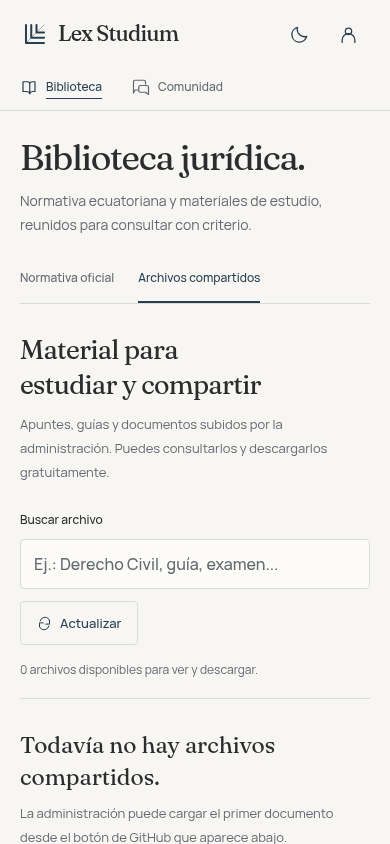 Lex Studium
Biblioteca
Comunidad
Biblioteca jurídica.
Normativa ecuatoriana y materiales de estudio,
reunidos para consultar con criterio.
Normativa oficial
Archivos compartidos
Material para
estudiar y compartir
Apuntes, guías y documentos subidos por la
administración. Puedes consultarlos y descargarlos
gratuitamente.
Buscar archivo
Ej.: Derecho Civil, guía, examen...
Actualizar
0 archivos disponibles para ver y descargar.
Todavía no hay archivos
compartidos.
La administración puede cargar el primer documento
desde el botón de GitHub que aparece abajo.